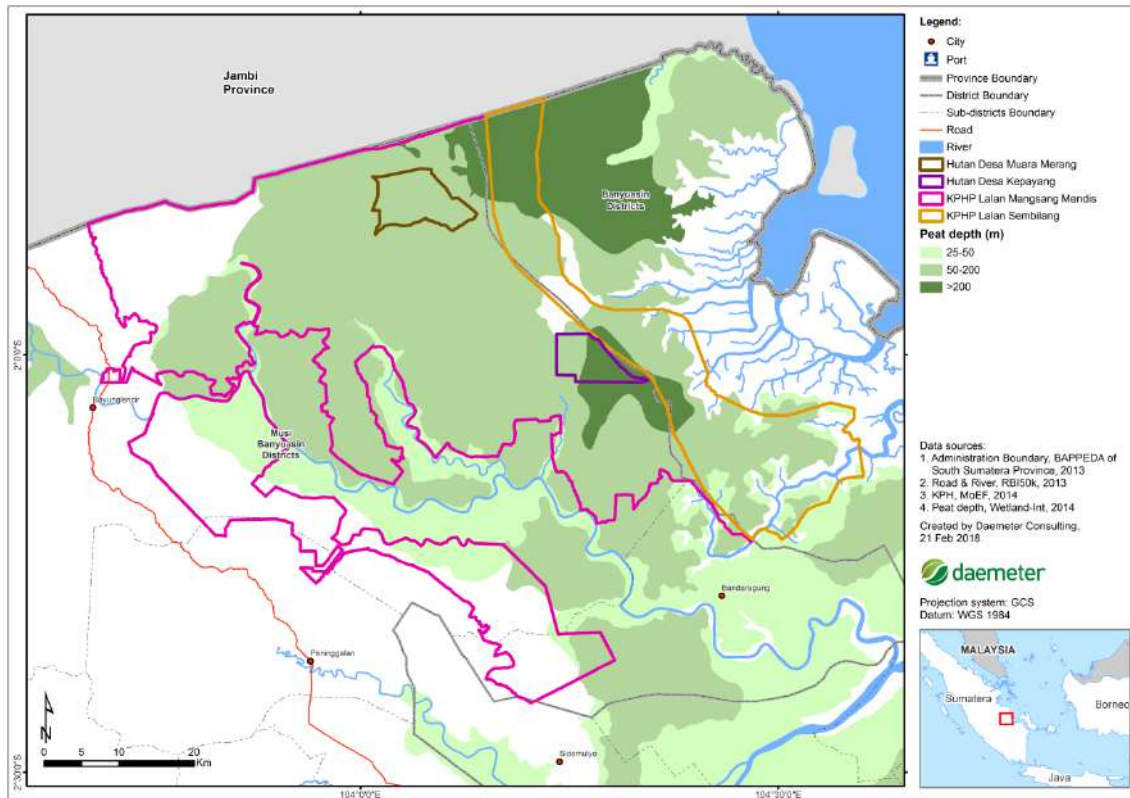 Jambi
Province
Banyuasin
Districts
Bayunglencir
Musi
Banyuasin
Districts
Bandaragung
Peninggalan
Sidomulyo
2°0'0"S
2°30'0"S
104°0'0"E
104°30'0"E
N
0 5 10 20
Km
Legend:
City
Port
Province Boundary
District Boundary
Sub-districts Boundary
Road
River
Hutan Desa Muara Merang
Hutan Desa Kepayang
KPHP Lalan Mangsang Mendis
KPHP Lalan Sembilang
Peat depth (m)
25-50
50-200
>200
Data sources:
1. Administration Boundary, BAPPEDA of
South Sumatera Province, 2013
2. Road & River, RBI50k, 2013
3. KPH, MoEF, 2014
4. Peat depth, Wetland-Int, 2014
Created by Daemeter Consulting,
21 Feb 2018
daemeter
Projection system: GCS
Datum: WGS 1984
MALAYSIA
Sumatera
Borneo
Java